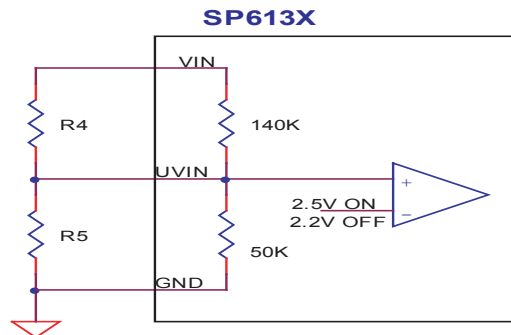 SP613X
VIN
R4
140K
UVIN
+
2.5V ON
−
2.2V OFF
R5
50K
GND